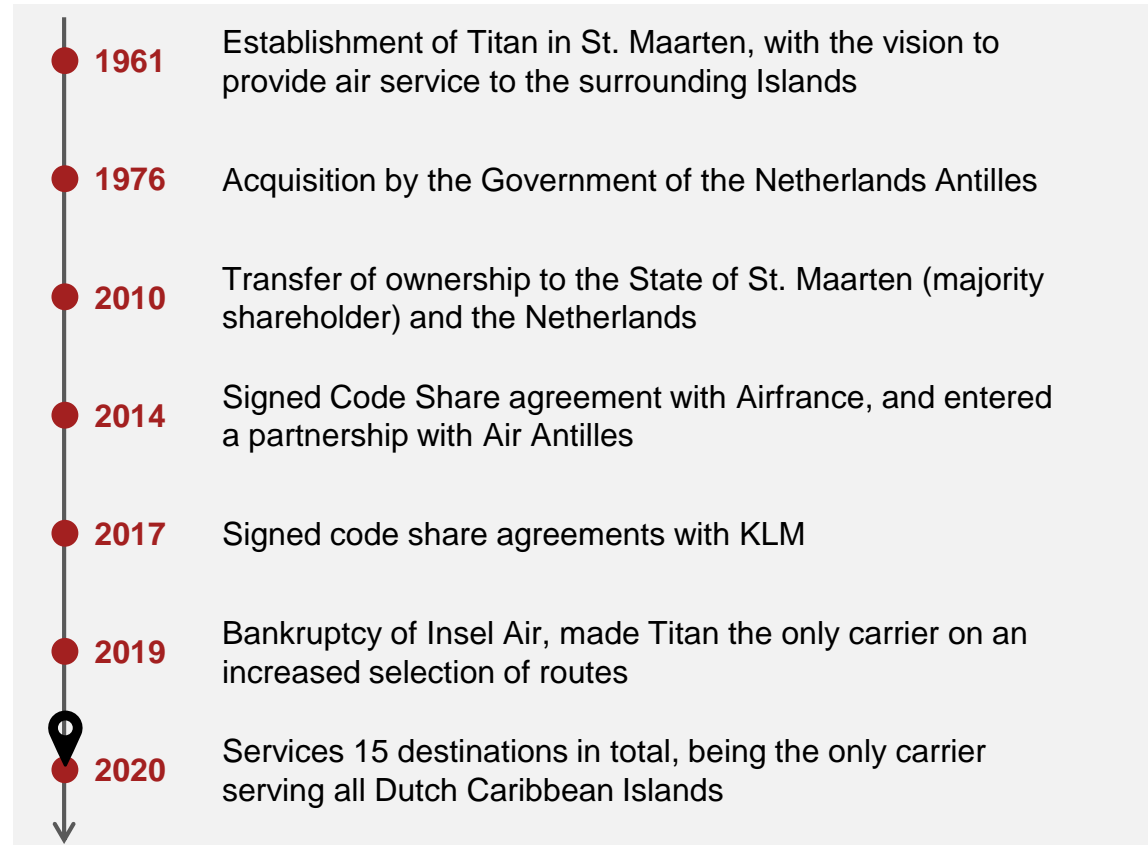 1961
Establishment of Titan in St. Maarten, with the vision to
provide air service to the surrounding Islands
1976
Acquisition by the Government of the Netherlands Antilles
2010
Transfer of ownership to the State of St. Maarten (majority
shareholder) and the Netherlands
2014
Signed Code Share agreement with Airfrance, and entered
a partnership with Air Antilles
2017
Signed code share agreements with KLM
2019
Bankruptcy of Insel Air, made Titan the only carrier on an
increased selection of routes
2020
Services 15 destinations in total, being the only carrier
serving all Dutch Caribbean Islands